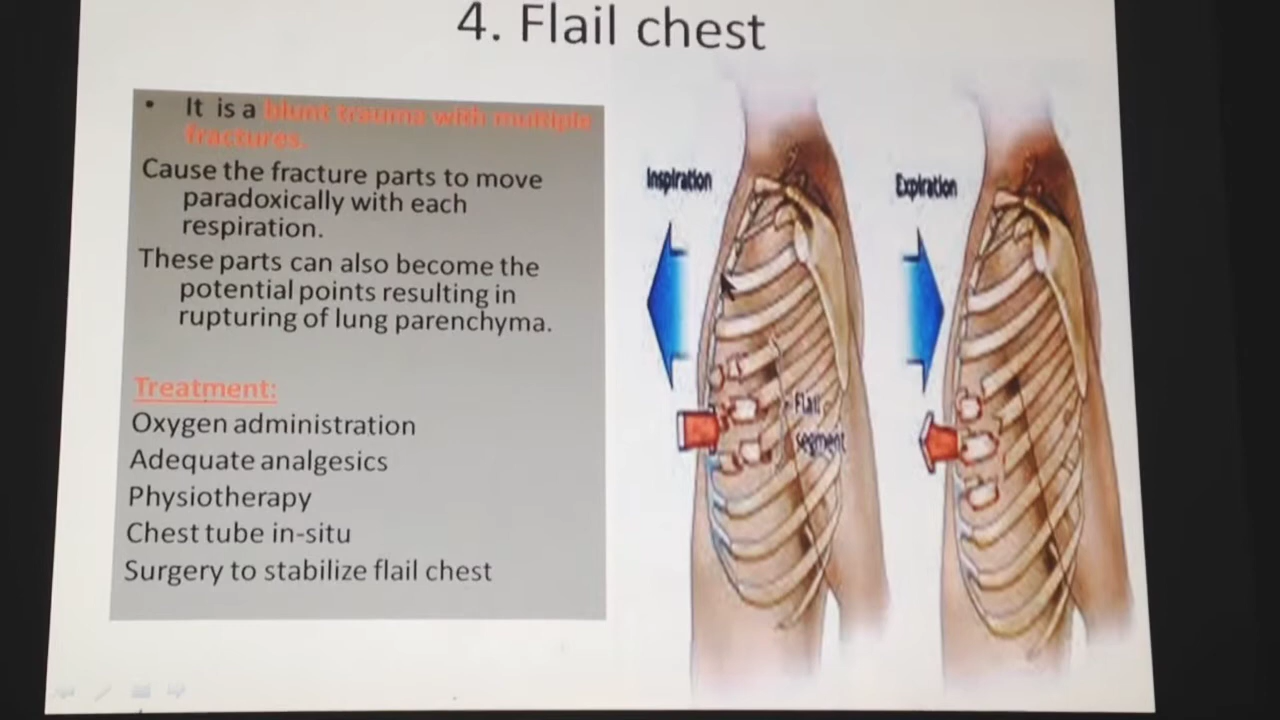 4. Flail chest
• It is a blunt trauma with multiple
fractures.
Cause the fracture parts to move
paradoxically with each
respiration.
These parts can also become the
potential points resulting in
rupturing of lung parenchyma.
Treatment:
Oxygen administration
Adequate analgesics
Physiotherapy
Chest tube in-situ
Surgery to stabilize flail chest
Inspiration
Expiration
Flail
segment